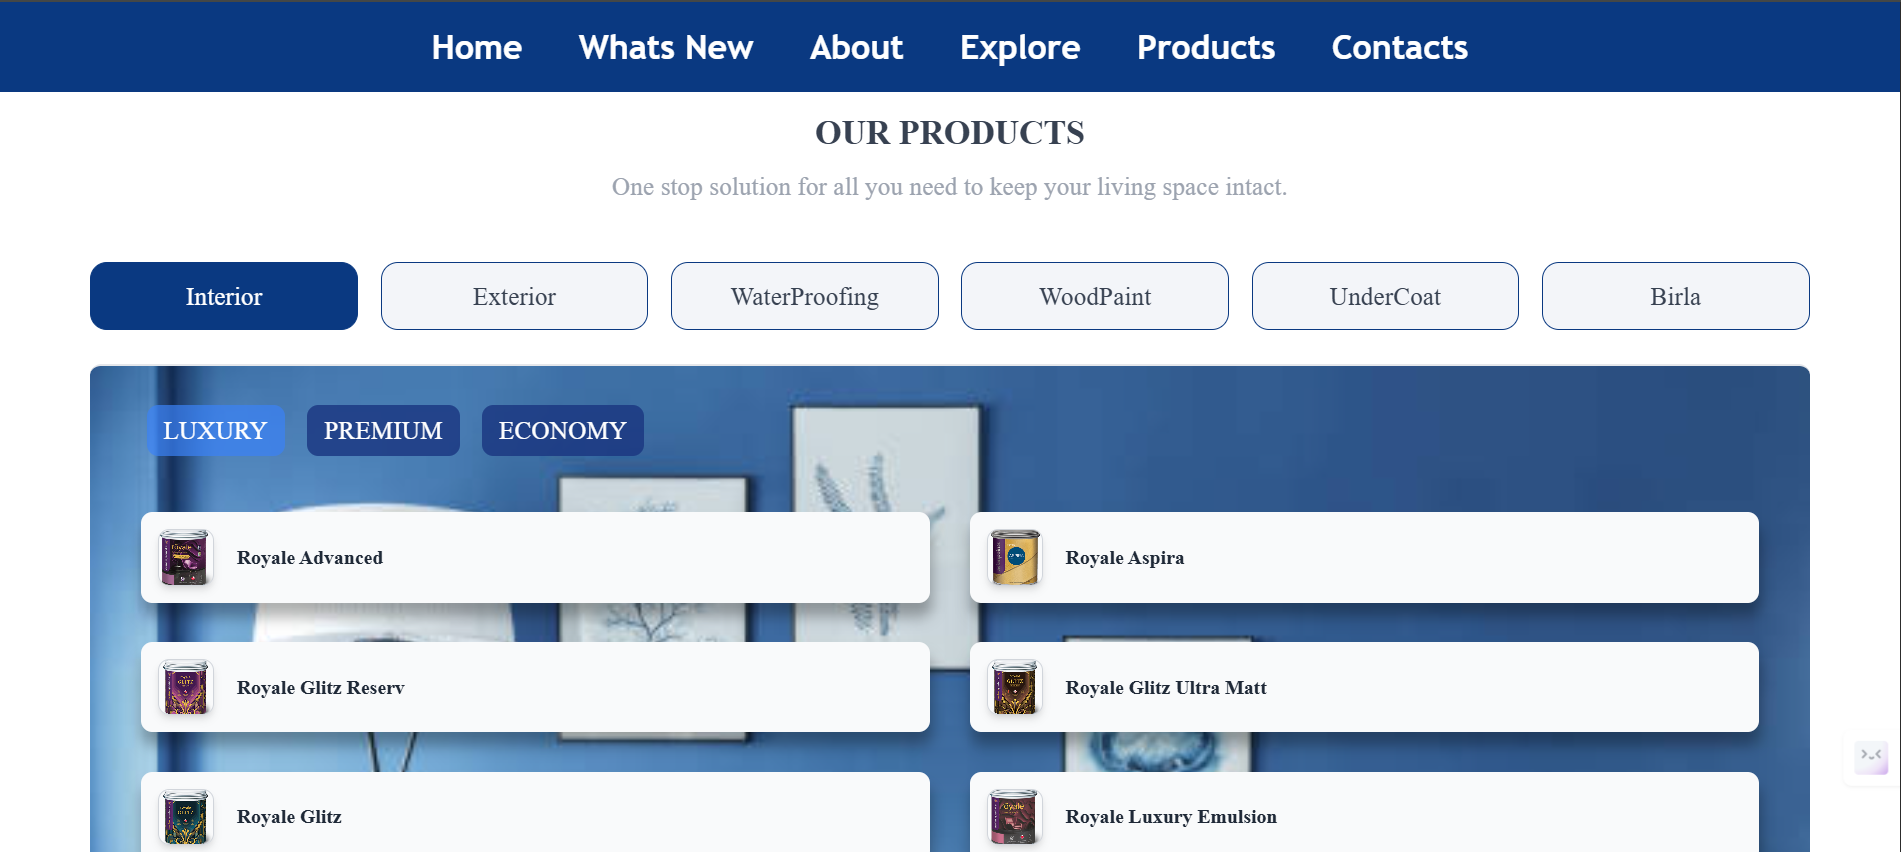 Home Whats New About Explore Products Contacts
OUR PRODUCTS
One stop solution for all you need to keep your living space intact.
Interior Exterior WaterProofing WoodPaint UnderCoat Birla
LUXURY PREMIUM ECONOMY
Royale Advanced Royale Aspira
Royale Glitz Reserv Royale Glitz Ultra Matt
Royale Glitz Royale Luxury Emulsion